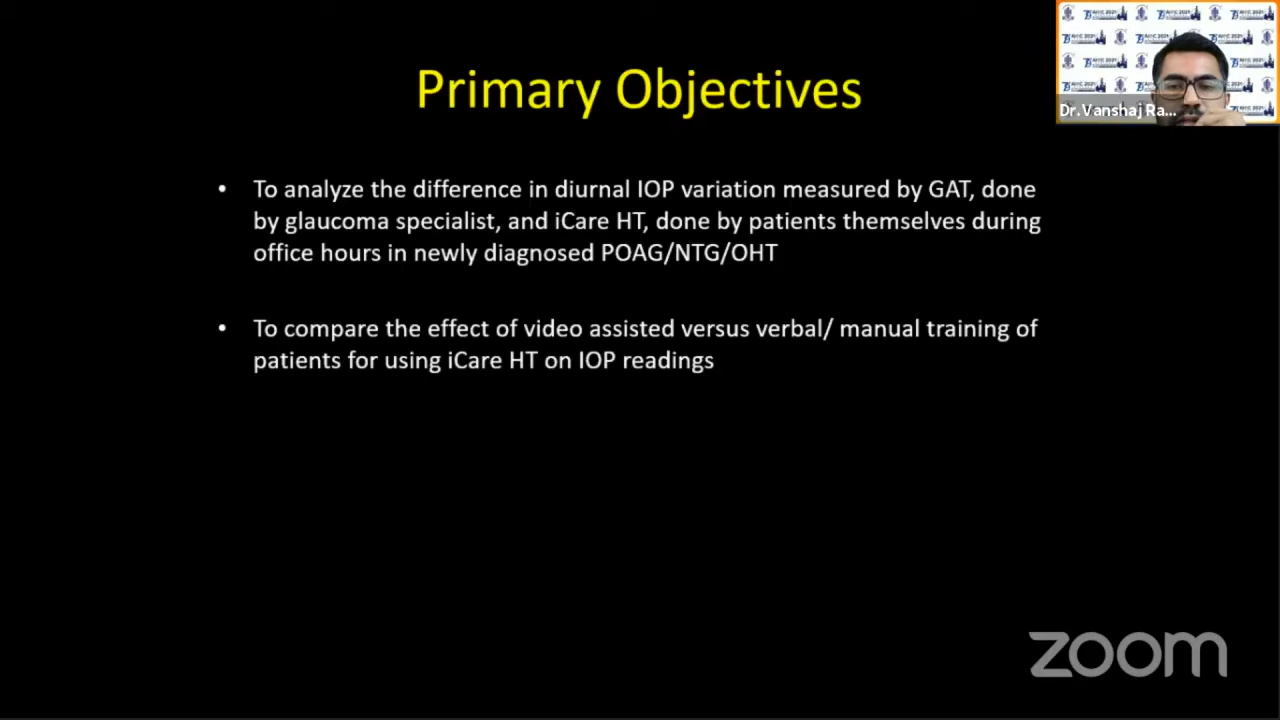 Primary Objectives
• To analyze the difference in diurnal IOP variation measured by GAT, done
by glaucoma specialist, and iCare HT, done by patients themselves during
office hours in newly diagnosed POAG/NTG/OHT
• To compare the effect of video assisted versus verbal/ manual training of
patients for using iCare HT on IOP readings
Dr.Vanshaj Ra...
zoom